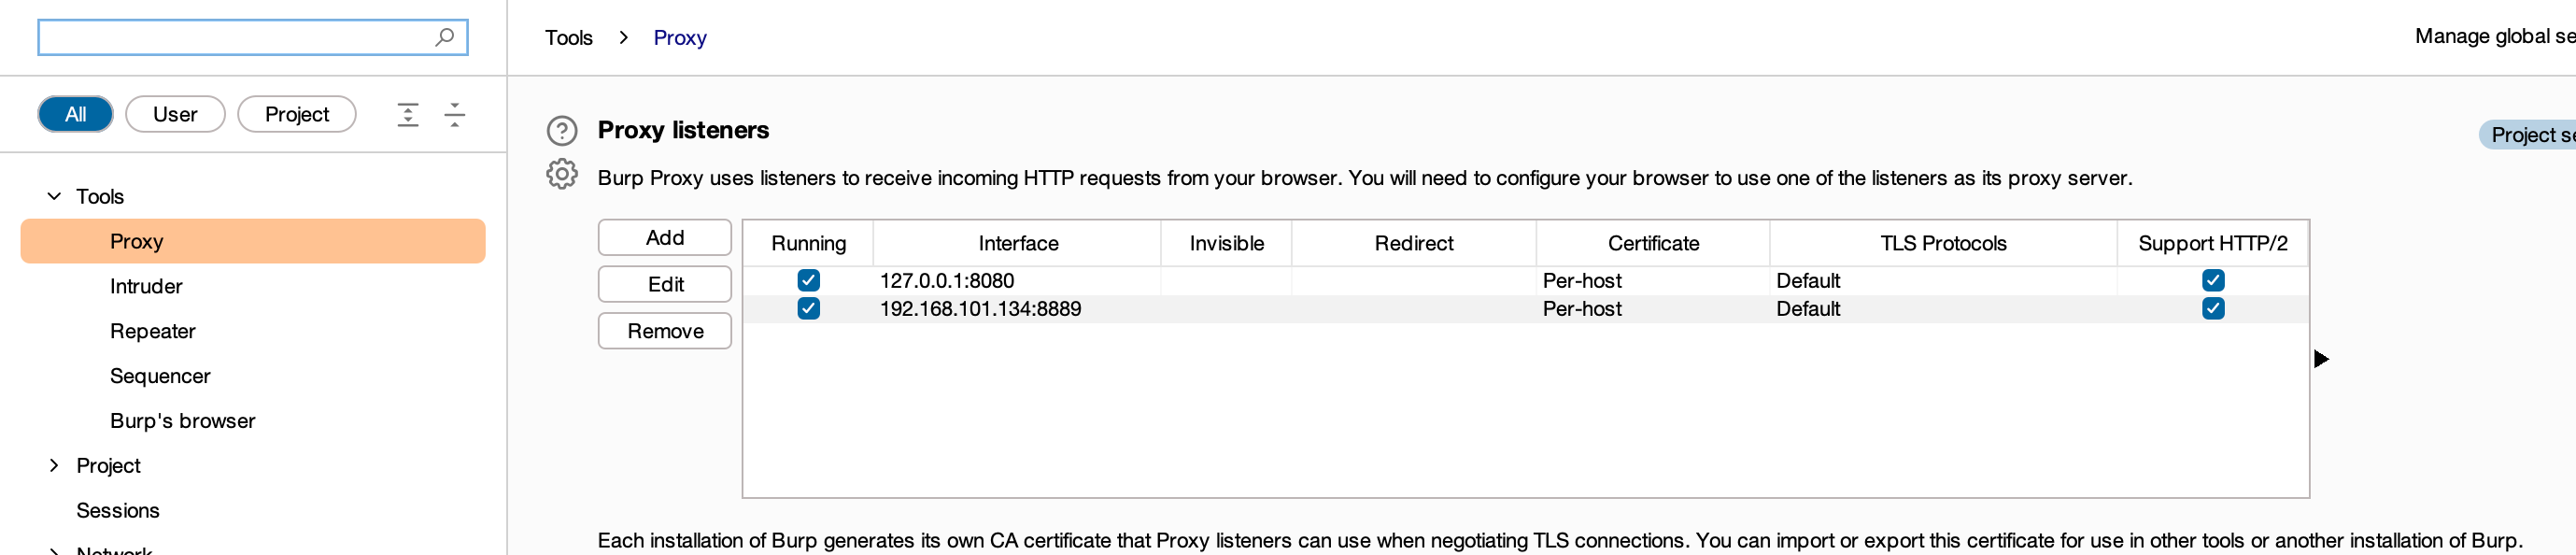 Tools > Proxy
Manage global se
All User Project
Tools
Proxy
Intruder
Repeater
Sequencer
Burp's browser
Project
Sessions
Network
Proxy listeners
Project se
Burp Proxy uses listeners to receive incoming HTTP requests from your browser. You will need to configure your browser to use one of the listeners as its proxy server.
Add
Edit
Remove
Running Interface Invisible Redirect Certificate TLS Protocols Support HTTP/2
127.0.0.1:8080 Per-host Default
192.168.101.134:8889 Per-host Default
Each installation of Burp generates its own CA certificate that Proxy listeners can use when negotiating TLS connections. You can import or export this certificate for use in other tools or another installation of Burp.